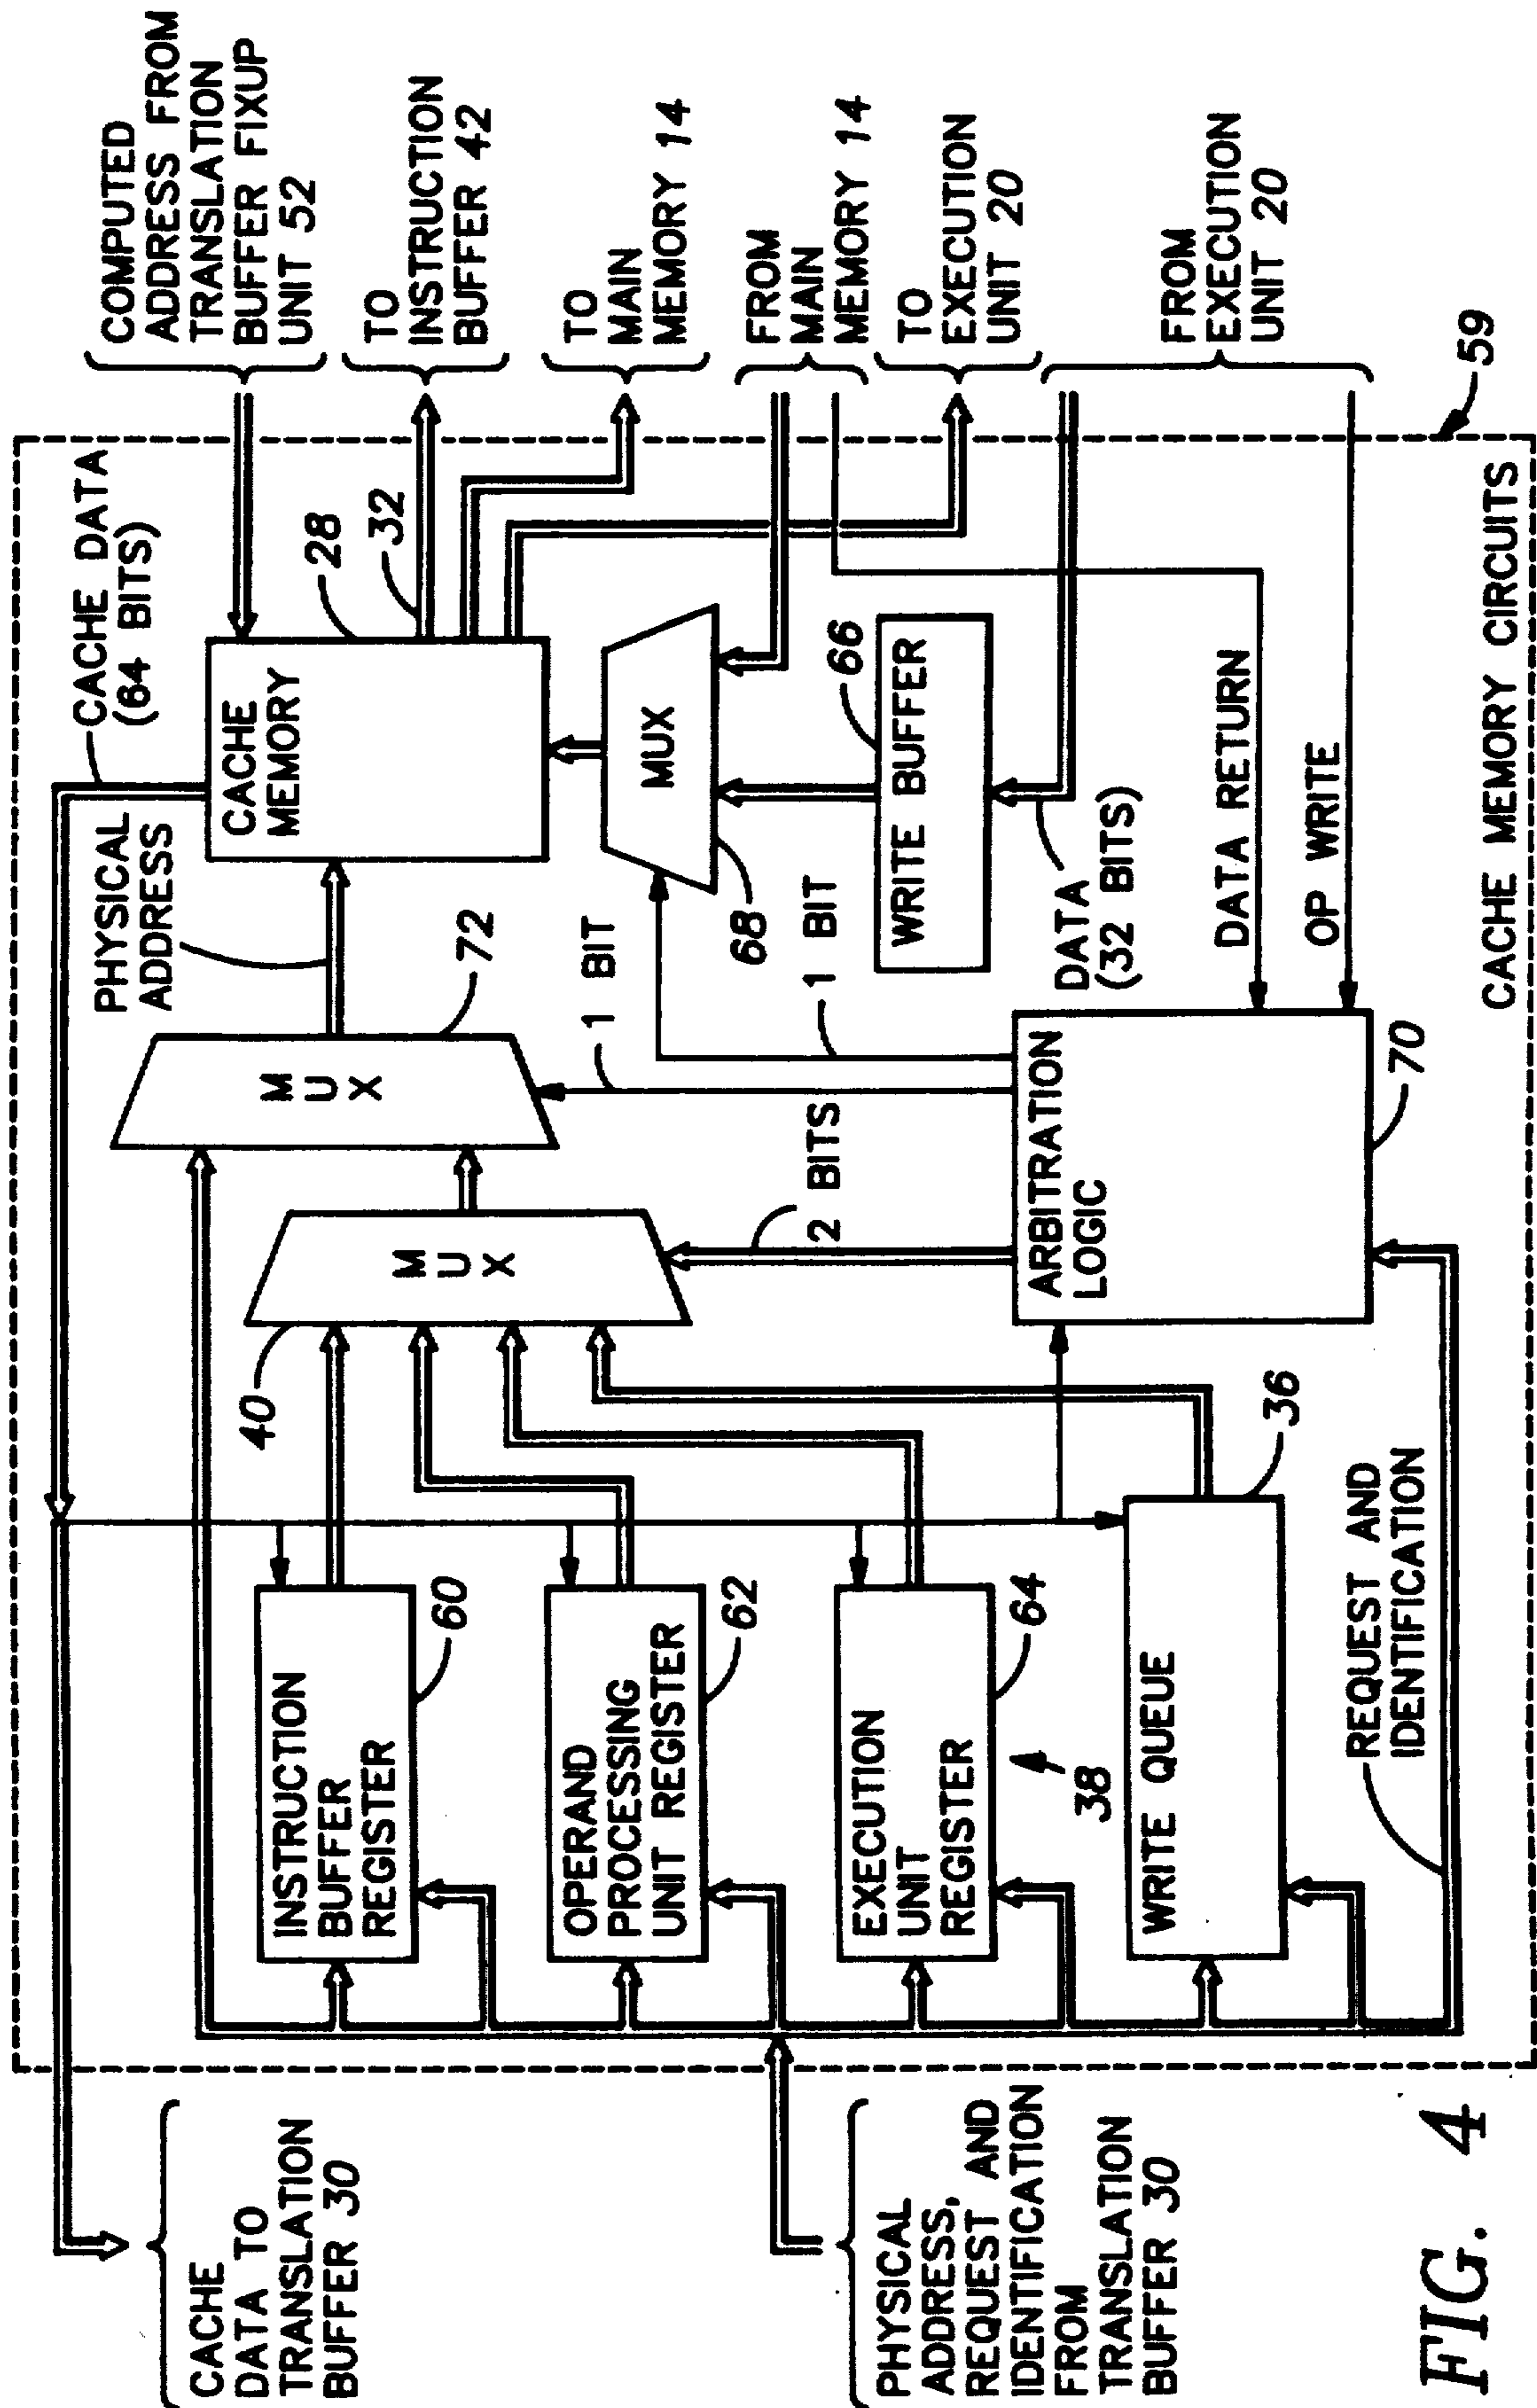 CACHE
DATA TO
TRANSLATION
BUFFER 30
PHYSICAL
ADDRESS,
REQUEST AND
IDENTIFICATION
FROM
TRANSLATION
BUFFER 30
FIG. 4
INSTRUCTION
BUFFER
REGISTER
60
OPERAND
PROCESSING
UNIT REGISTER
62
EXECUTION
UNIT
REGISTER
64
38
WRITE QUEUE
36
REQUEST AND
IDENTIFICATION
40
M
U
X
M
U
X
72
2 BITS
1 BIT
1 BIT
ARBITRATION
LOGIC
70
PHYSICAL
ADDRESS
CACHE DATA
(64 BITS)
CACHE
MEMORY
28
32
MUX
68
WRITE BUFFER
66
DATA
(32 BITS)
DATA RETURN
OP WRITE
CACHE MEMORY CIRCUITS
59
COMPUTED
ADDRESS FROM
TRANSLATION
BUFFER FIXUP
UNIT 52
TO
INSTRUCTION
BUFFER 42
TO
MAIN
MEMORY 14
FROM
MAIN
MEMORY 14
TO
EXECUTION
UNIT 20
FROM
EXECUTION
UNIT 20